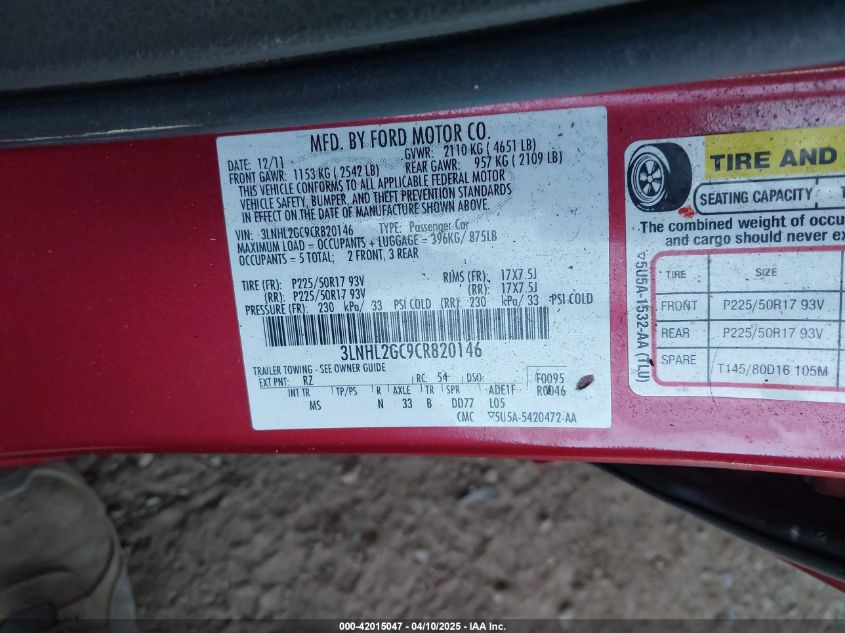 MFD. BY FORD MOTOR CO.
DATE: 12/11 GVWR: 2110 KG ( 4651 LB)
FRONT GAWR: 1153 KG ( 2542 LB) REAR GAWR: 957 KG ( 2109 LB)
THIS VEHICLE CONFORMS TO ALL APPLICABLE FEDERAL MOTOR
VEHICLE SAFETY, BUMPER, AND THEFT PREVENTION STANDARDS
IN EFFECT ON THE DATE OF MANUFACTURE SHOWN ABOVE.
VIN: 3LNHL2GC9CR820146 TYPE: Passenger Car
MAXIMUM LOAD = OCCUPANTS + LUGGAGE = 396KG/ 875LB
OCCUPANTS = 5 TOTAL; 2 FRONT, 3 REAR
TIRE (FR): P225/50R17 93V RIMS (FR): 17X7.5J
(RR): P225/50R17 93V (RR): 17X7.5J
PRESSURE (FR): 230 kPa/ 33 PSI COLD (RR): 230 kPa/ 33 PSI COLD
3LNHL2GC9CR820146
TRAILER TOWING - SEE OWNER GUIDE
EXT PNT: RZ RC: 54 DSO: F0095
INT TR TP/PS R AXLE TR SPR ADE1F R0046
MS N 33 B DD77 L05
CMC ▽5U5A-5420472-AA
TIRE AND
SEATING CAPACITY
The combined weight of occu
and cargo should never ex
TIRE SIZE
FRONT P225/50R17 93V
REAR P225/50R17 93V
SPARE T145/80D16 105M
▽5U5A-1532-AA (TLU)
000-42015047 - 04/10/2025 - IAA Inc.